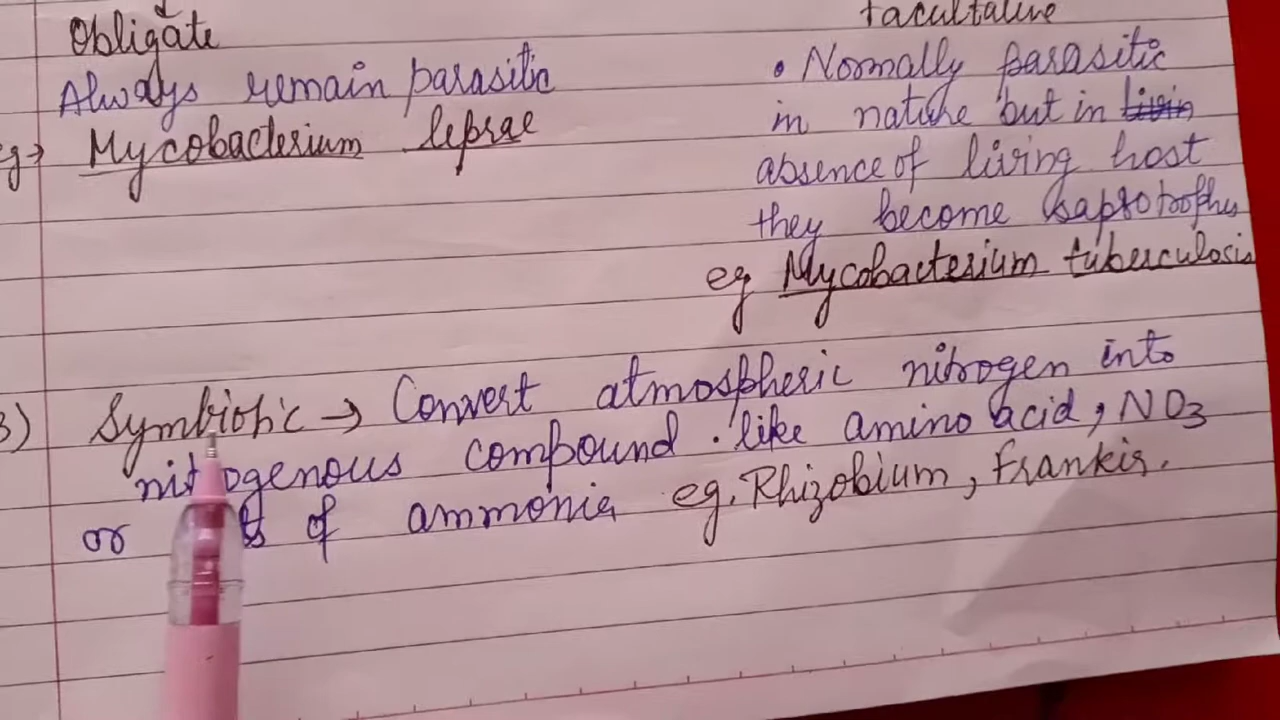 Obligate
Always remain parasitic
eg→ Mycobacterium leprae
facultative
• Normally parasitic
in nature but in
absence of living host
they become saprotrophs
eg Mycobacterium tuberculosis
3) Symbiotic → Convert atmospheric nitrogen into
nitrogenous compound . like amino acid, NO3
or of ammonia eg. Rhizobium, Frankia.